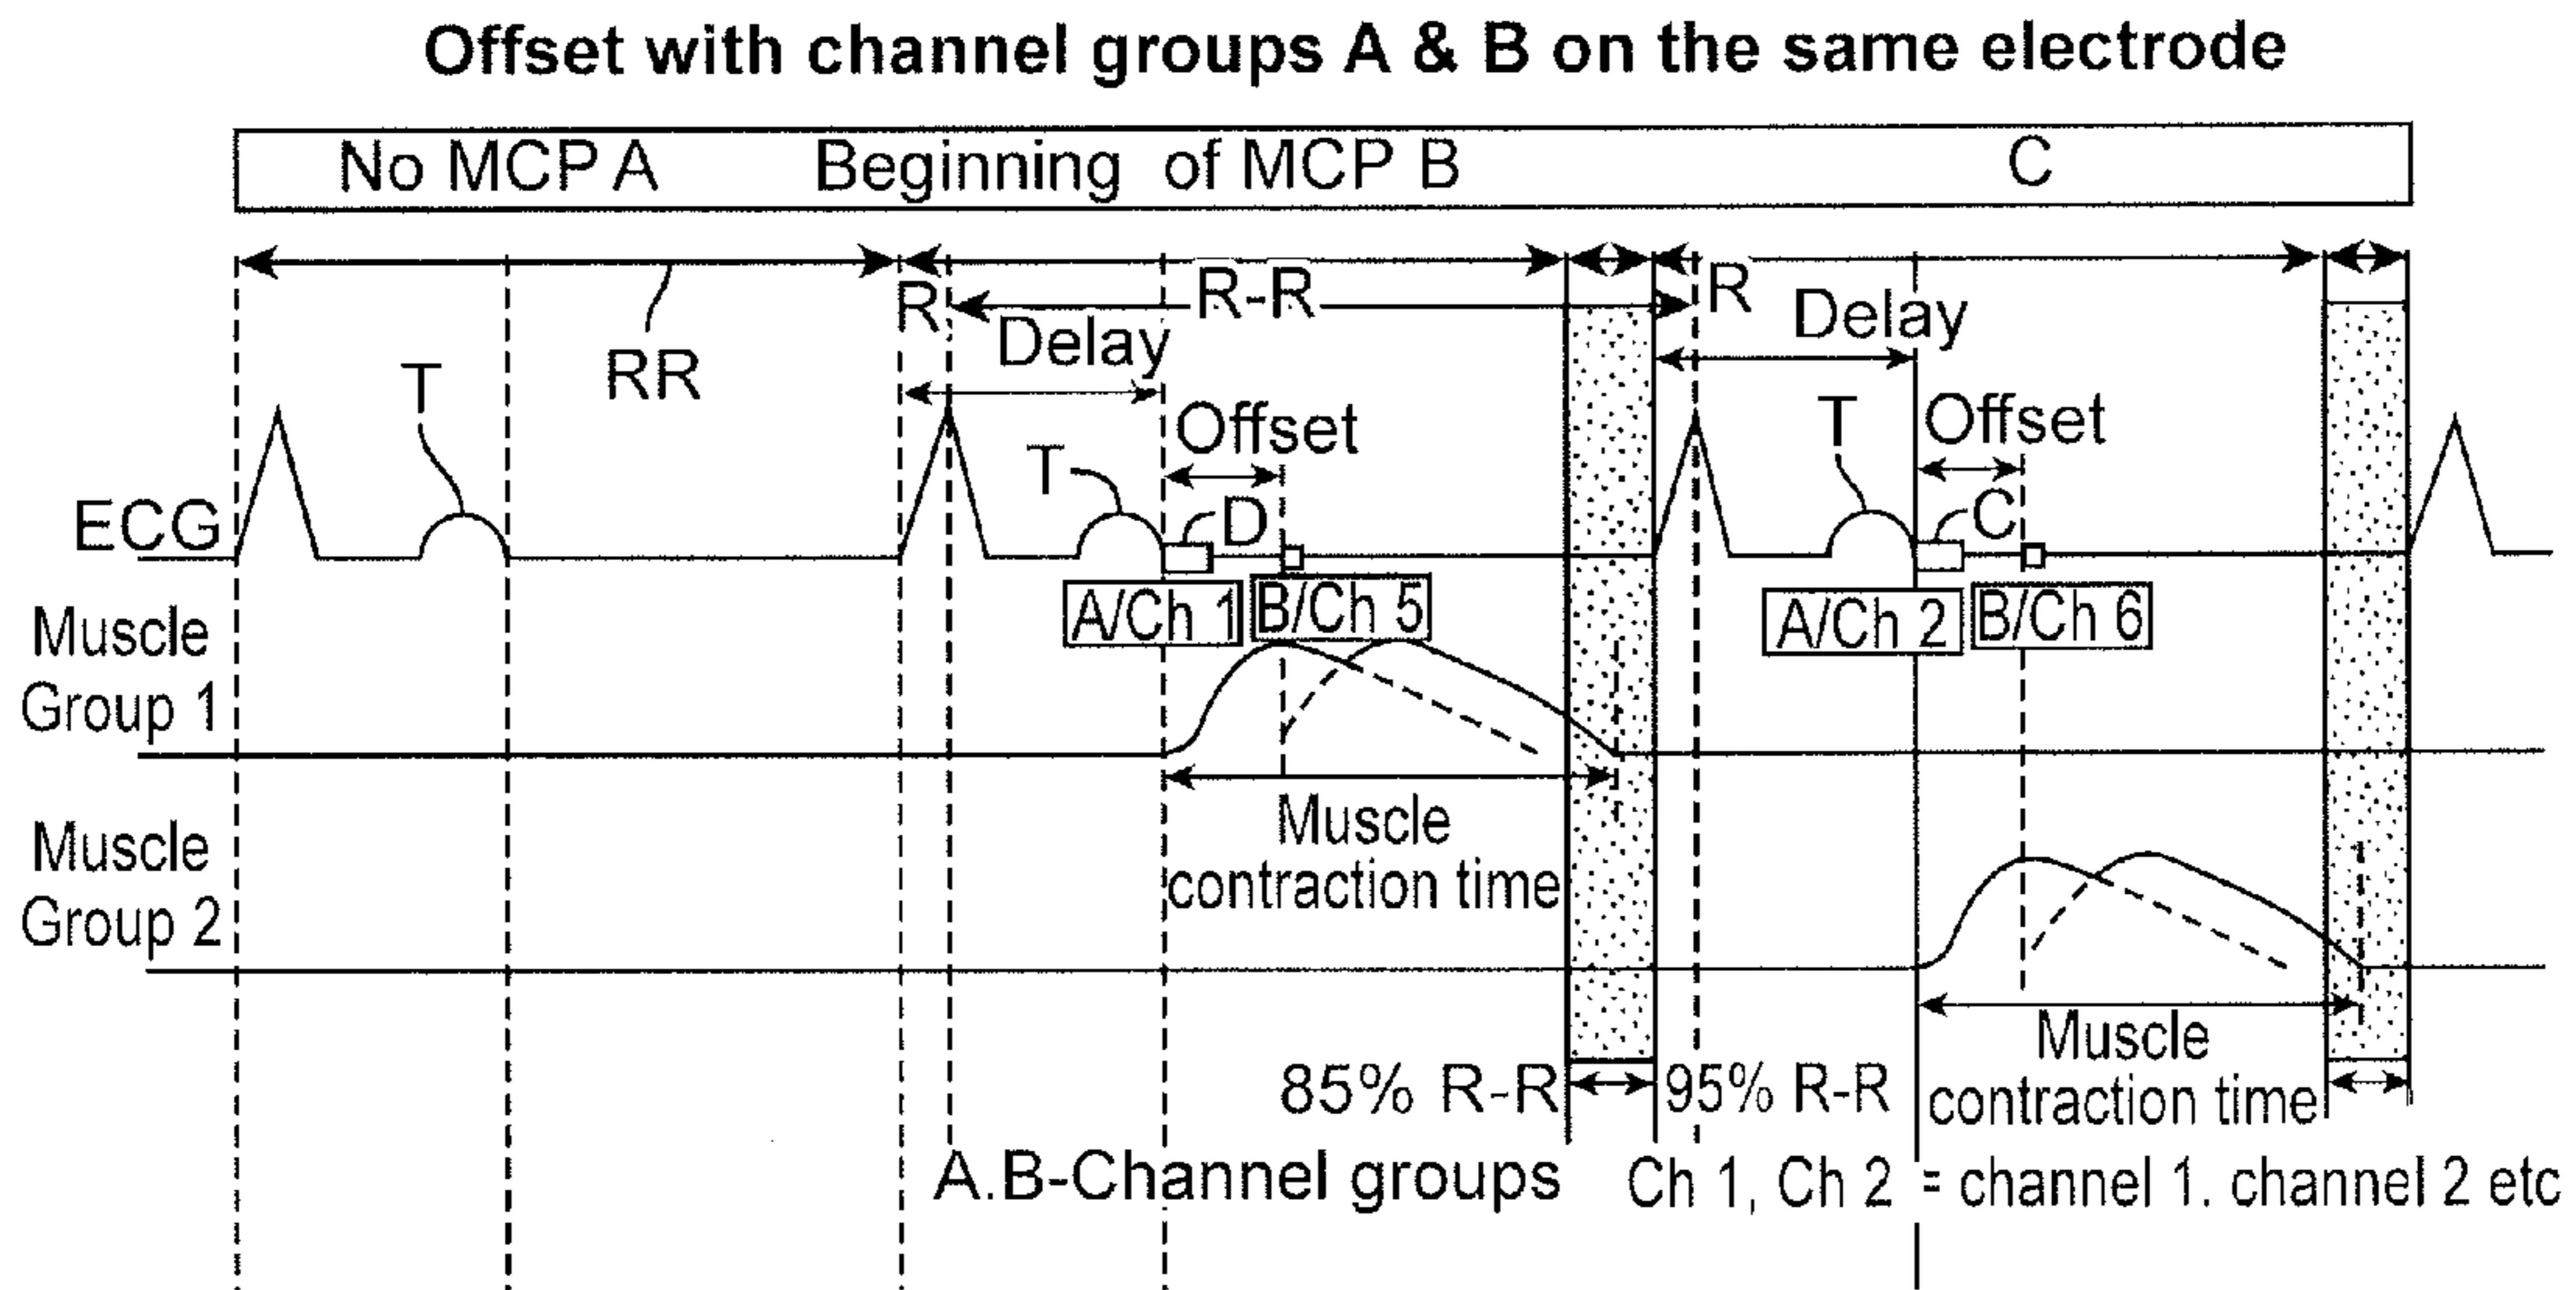 Offset with channel groups A & B on the same electrode
No MCP A Beginning of MCP B C
R R-R R
Delay Delay
RR
T Offset T Offset
T D C
ECG
A/Ch 1 B/Ch 5 A/Ch 2 B/Ch 6
Muscle
Group 1
Muscle
contraction time
Muscle
Group 2
Muscle
contraction time
85% R-R 95% R-R
A.B-Channel groups Ch 1, Ch 2 = channel 1. channel 2 etc